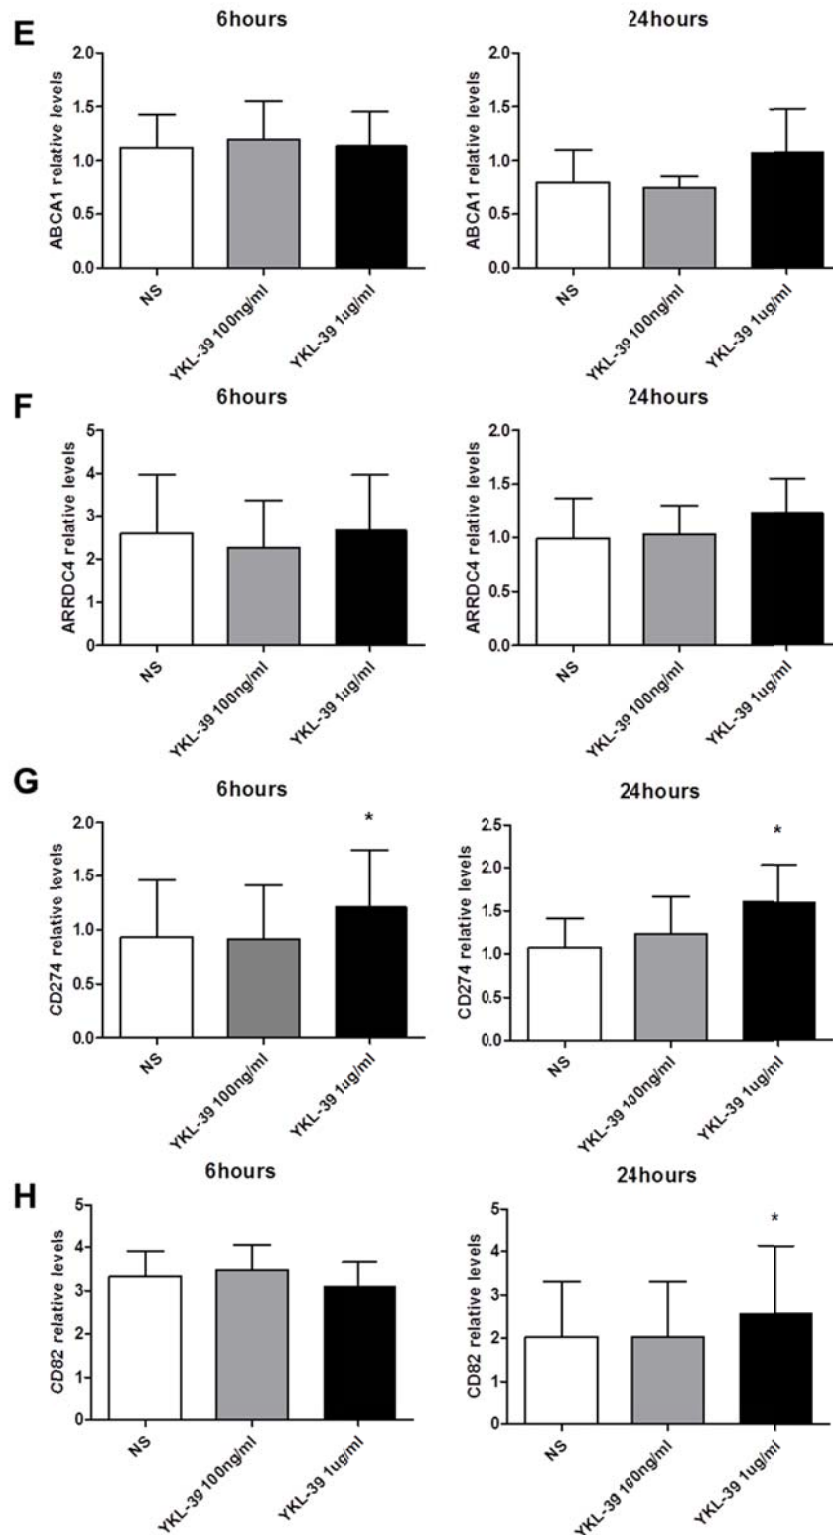 E
6hours
24hours
ABCA1 relative levels
2.0
1.5
1.0
0.5
0.0
NS
YKL-39 100ng/ml
YKL-39 1ug/ml
ABCA1 relative levels
2.0
1.5
1.0
0.5
0.0
NS
YKL-39 100ng/ml
YKL-39 1ug/ml
F
6hours
24hours
ARRDC4 relative levels
5
4
3
2
1
0
NS
YKL-39 100ng/ml
YKL-39 1ug/ml
ARRDC4 relative levels
2.0
1.5
1.0
0.5
0.0
NS
YKL-39 100ng/ml
YKL-39 1ug/ml
G
6hours
24hours
CD274 relative levels
2.0
1.5
1.0
0.5
0.0
*
NS
YKL-39 100ng/ml
YKL-39 1ug/ml
CD274 relative levels
2.5
2.0
1.5
1.0
0.5
0.0
*
NS
YKL-39 100ng/ml
YKL-39 1ug/ml
H
6hours
24hours
CD82 relative levels
5
4
3
2
1
0
NS
YKL-39 100ng/ml
YKL-39 1ug/ml
CD82 relative levels
5
4
3
2
1
0
*
NS
YKL-39 100ng/ml
YKL-39 1ug/ml